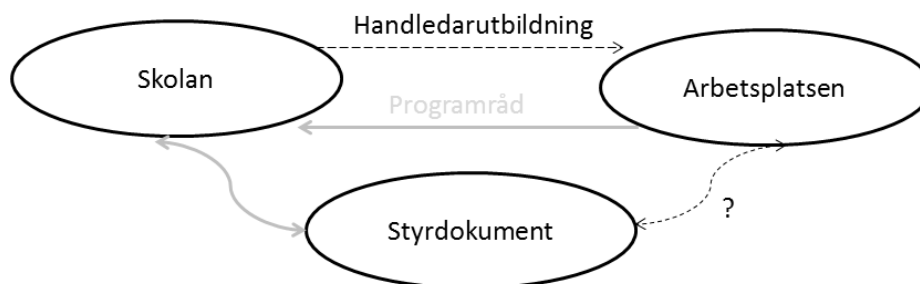 Handledarutbildning
Skolan
Arbetsplatsen
Programråd
?
Styrdokument